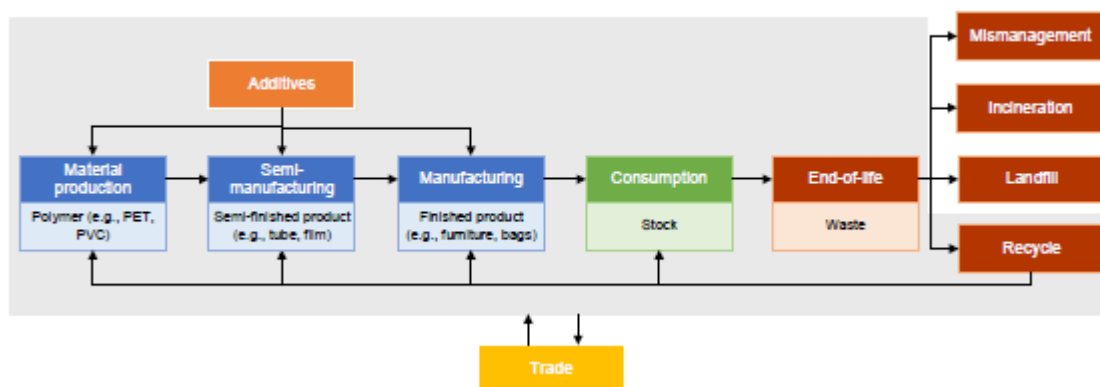 Mismanagement
Additives
Incineration
Material
production
Polymer (e.g., PET,
PVC)
Semi-
manufacturing
Semi-finished product
(e.g., tube, film)
Manufacturing
Finished product
(e.g., furniture, bags)
Consumption
Stock
End-of-life
Waste
Landfill
Recycle
Trade